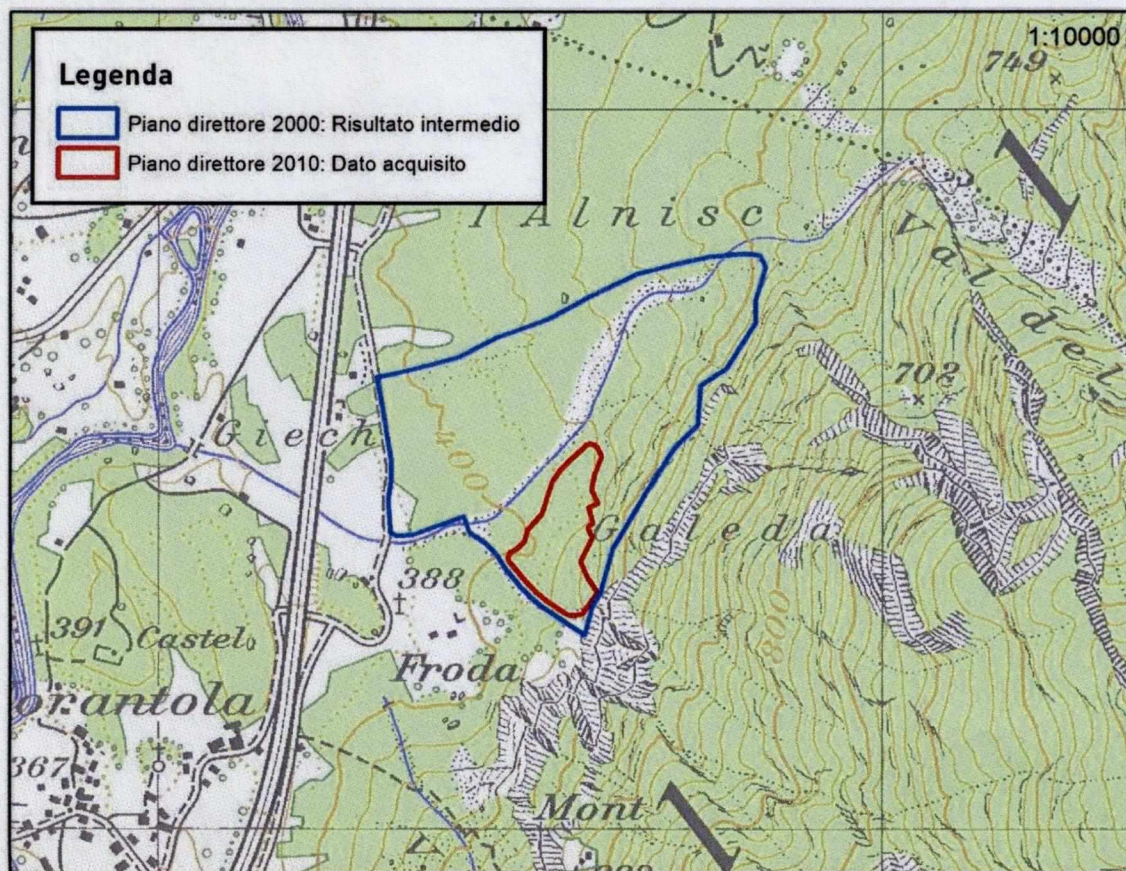 1:10000
Legenda
Piano direttore 2000: Risultato intermedio
Piano direttore 2010: Dato acquisito
749
l'Alnisc
Val del
702
Giech
400
Galeda
388
391
Castel
Froda
800
orantola
367
Mont